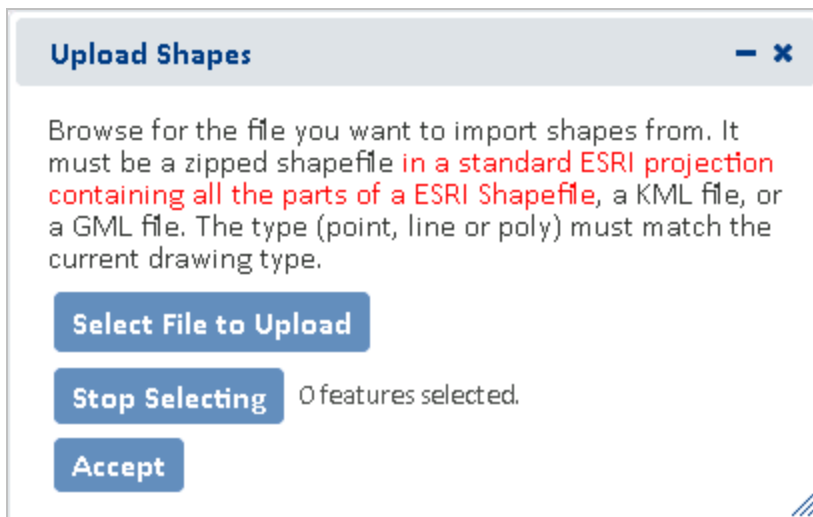 Upload Shapes
Browse for the file you want to import shapes from. It
must be a zipped shapefile in a standard ESRI projection
containing all the parts of a ESRI Shapefile, a KML file, or
a GML file. The type (point, line or poly) must match the
current drawing type.
Select File to Upload
Stop Selecting 0 features selected.
Accept